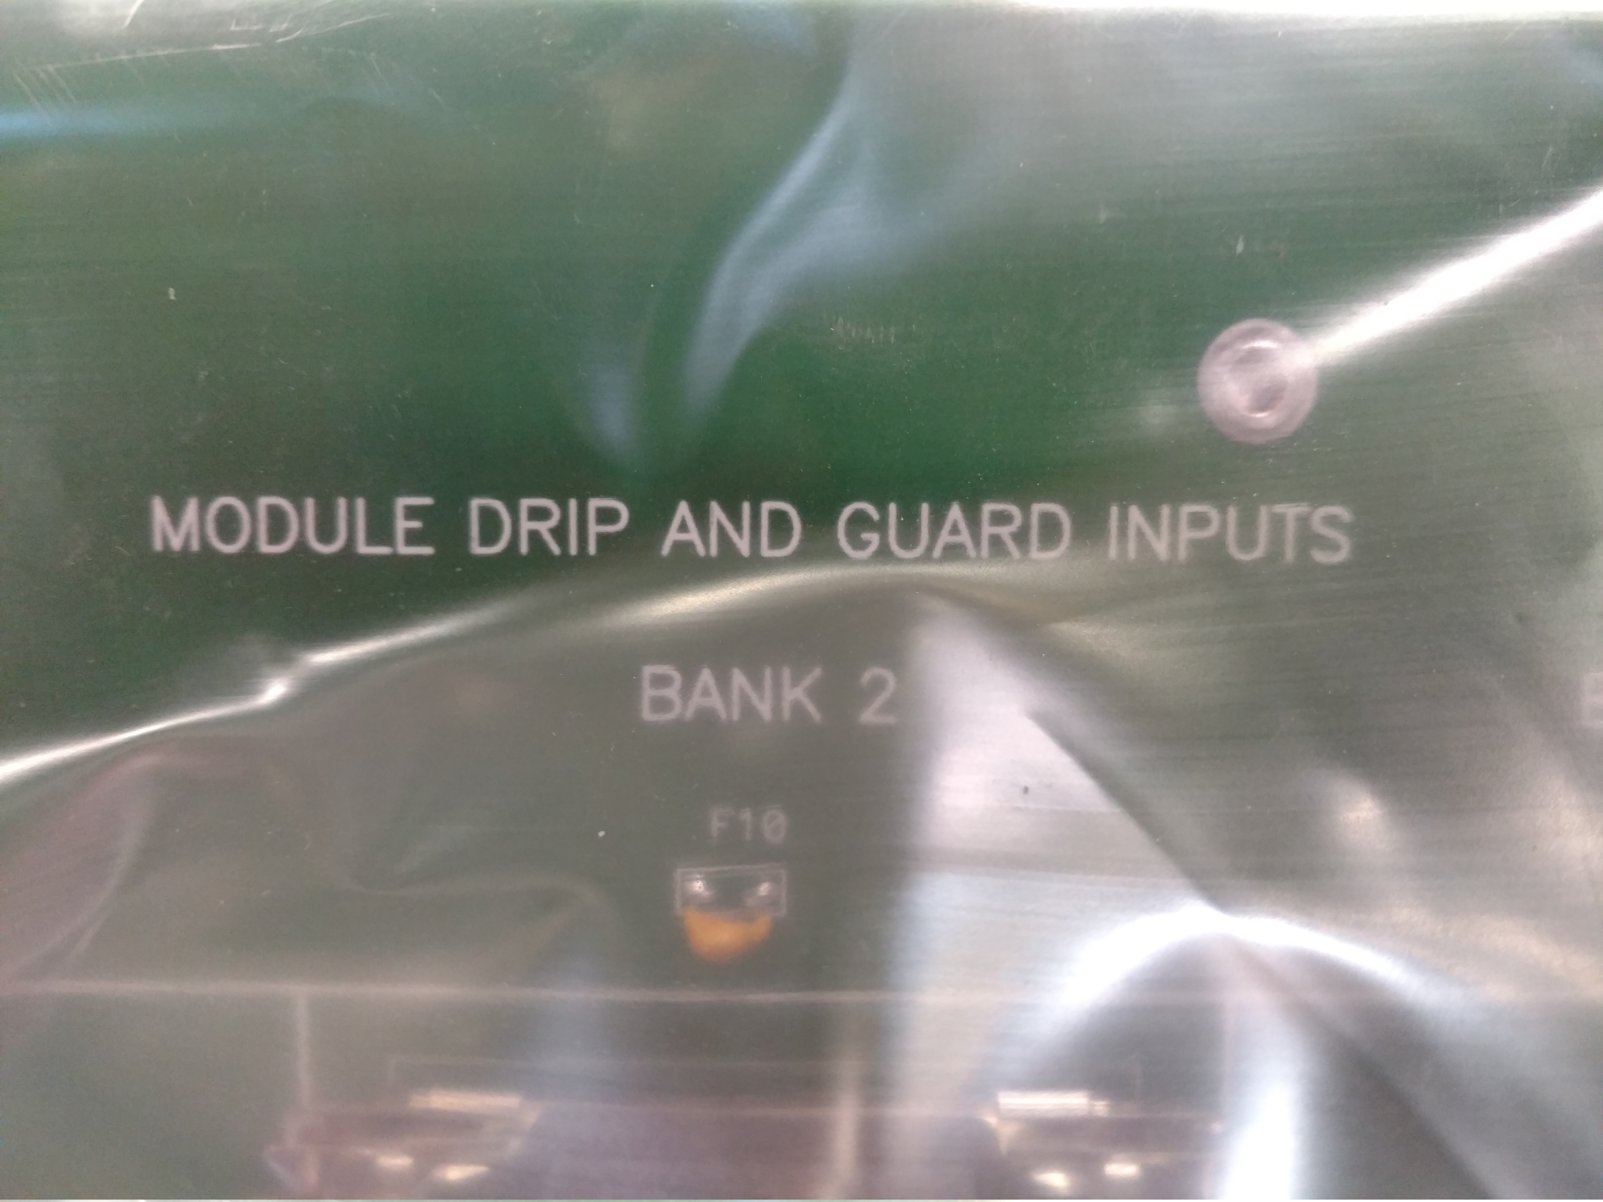 MODULE DRIP AND GUARD INPUTS
BANK 2
F10